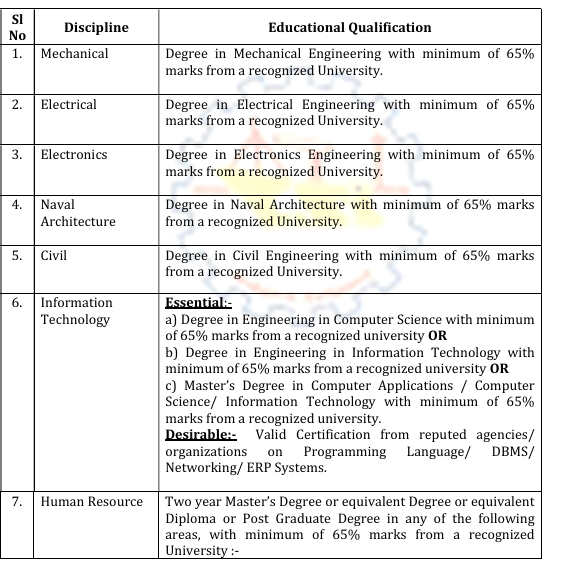 Sl No
Discipline
Educational Qualification
1.
Mechanical
Degree in Mechanical Engineering with minimum of 65%
marks from a recognized University.
2.
Electrical
Degree in Electrical Engineering with minimum of 65%
marks from a recognized University.
3.
Electronics
Degree in Electronics Engineering with minimum of 65%
marks from a recognized University.
4.
Naval
Architecture
Degree in Naval Architecture with minimum of 65% marks
from a recognized University.
5.
Civil
Degree in Civil Engineering with minimum of 65% marks
from a recognized University.
6.
Information
Technology
Essential:-
a) Degree in Engineering in Computer Science with minimum
of 65% marks from a recognized university OR
b) Degree in Engineering in Information Technology with
minimum of 65% marks from a recognized university OR
c) Master's Degree in Computer Applications / Computer
Science/ Information Technology with minimum of 65%
marks from a recognized university.
Desirable:- Valid Certification from reputed agencies/
organizations on Programming Language/ DBMS/
Networking/ ERP Systems.
7.
Human Resource
Two year Master's Degree or equivalent Degree or equivalent
Diploma or Post Graduate Degree in any of the following
areas, with minimum of 65% marks from a recognized
University :-